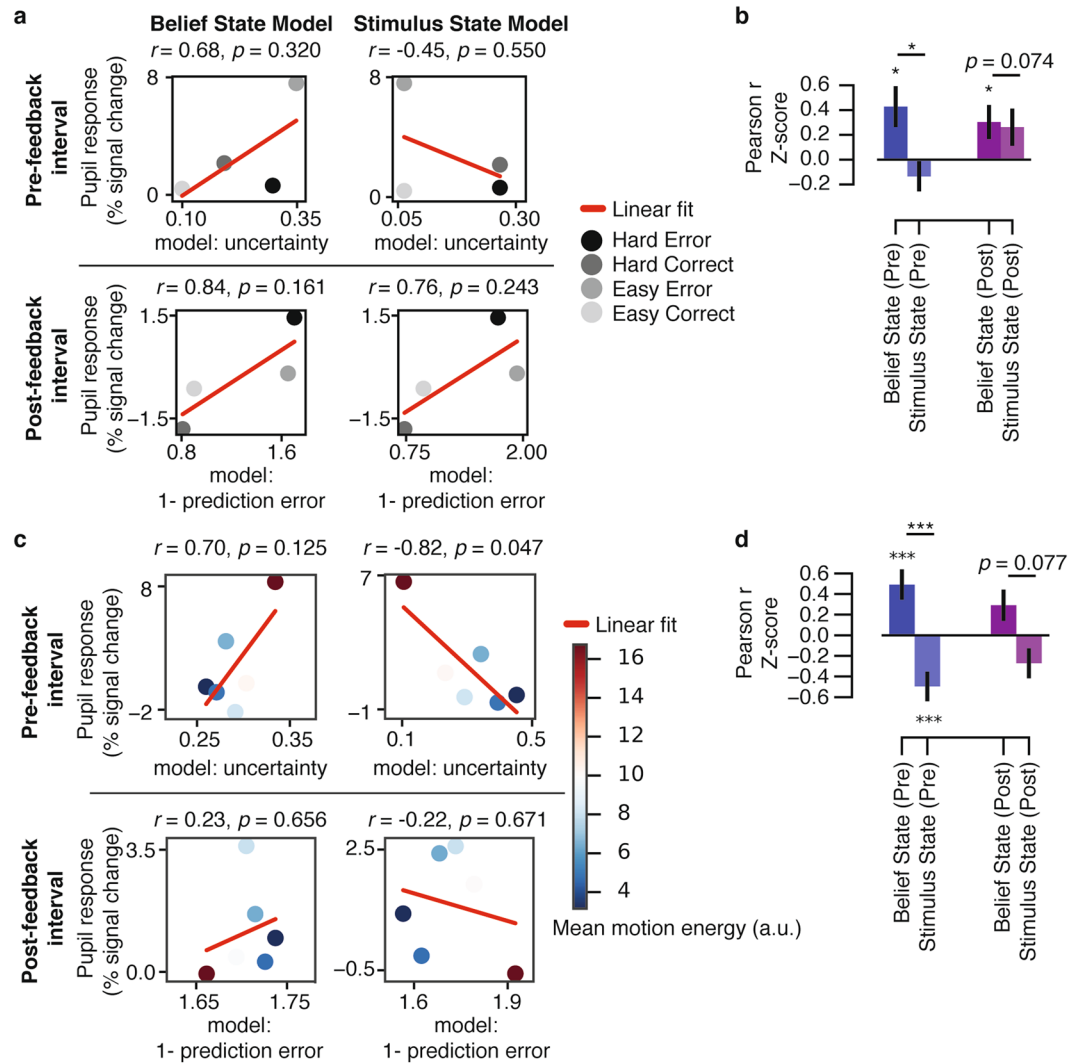 a
Belief State Model
Stimulus State Model
r = 0.68, p = 0.320
r = -0.45, p = 0.550
Pre-feedback
interval
Pupil response
(% signal change)
8
0
0.10
0.35
model: uncertainty
8
0
0.05
0.30
model: uncertainty
Linear fit
Hard Error
Hard Correct
Easy Error
Easy Correct
r = 0.84, p = 0.161
r = 0.76, p = 0.243
Post-feedback
interval
Pupil response
(% signal change)
1.5
−1.5
0.8
1.6
model:
1- prediction error
1.5
−1.5
0.75
2.00
model:
1- prediction error
b
Pearson r
Z-score
0.6
0.4
0.2
0.0
−0.2
*
*
*
p = 0.074
Belief State (Pre)
Stimulus State (Pre)
Belief State (Post)
Stimulus State (Post)
c
r = 0.70, p = 0.125
r = -0.82, p = 0.047
Pre-feedback
interval
Pupil response
(% signal change)
8
−2
0.25
0.35
model: uncertainty
7
−1
0.1
0.5
model: uncertainty
Linear fit
16
14
12
10
8
6
4
Mean motion energy (a.u.)
r = 0.23, p = 0.656
r = -0.22, p = 0.671
Post-feedback
interval
Pupil response
(% signal change)
3.5
0.0
1.65
1.75
model:
1- prediction error
2.5
−0.5
1.6
1.9
model:
1- prediction error
d
Pearson r
Z-score
0.6
0.4
0.2
0.0
−0.2
−0.4
−0.6
***
***
***
p = 0.077
Belief State (Pre)
Stimulus State (Pre)
Belief State (Post)
Stimulus State (Post)